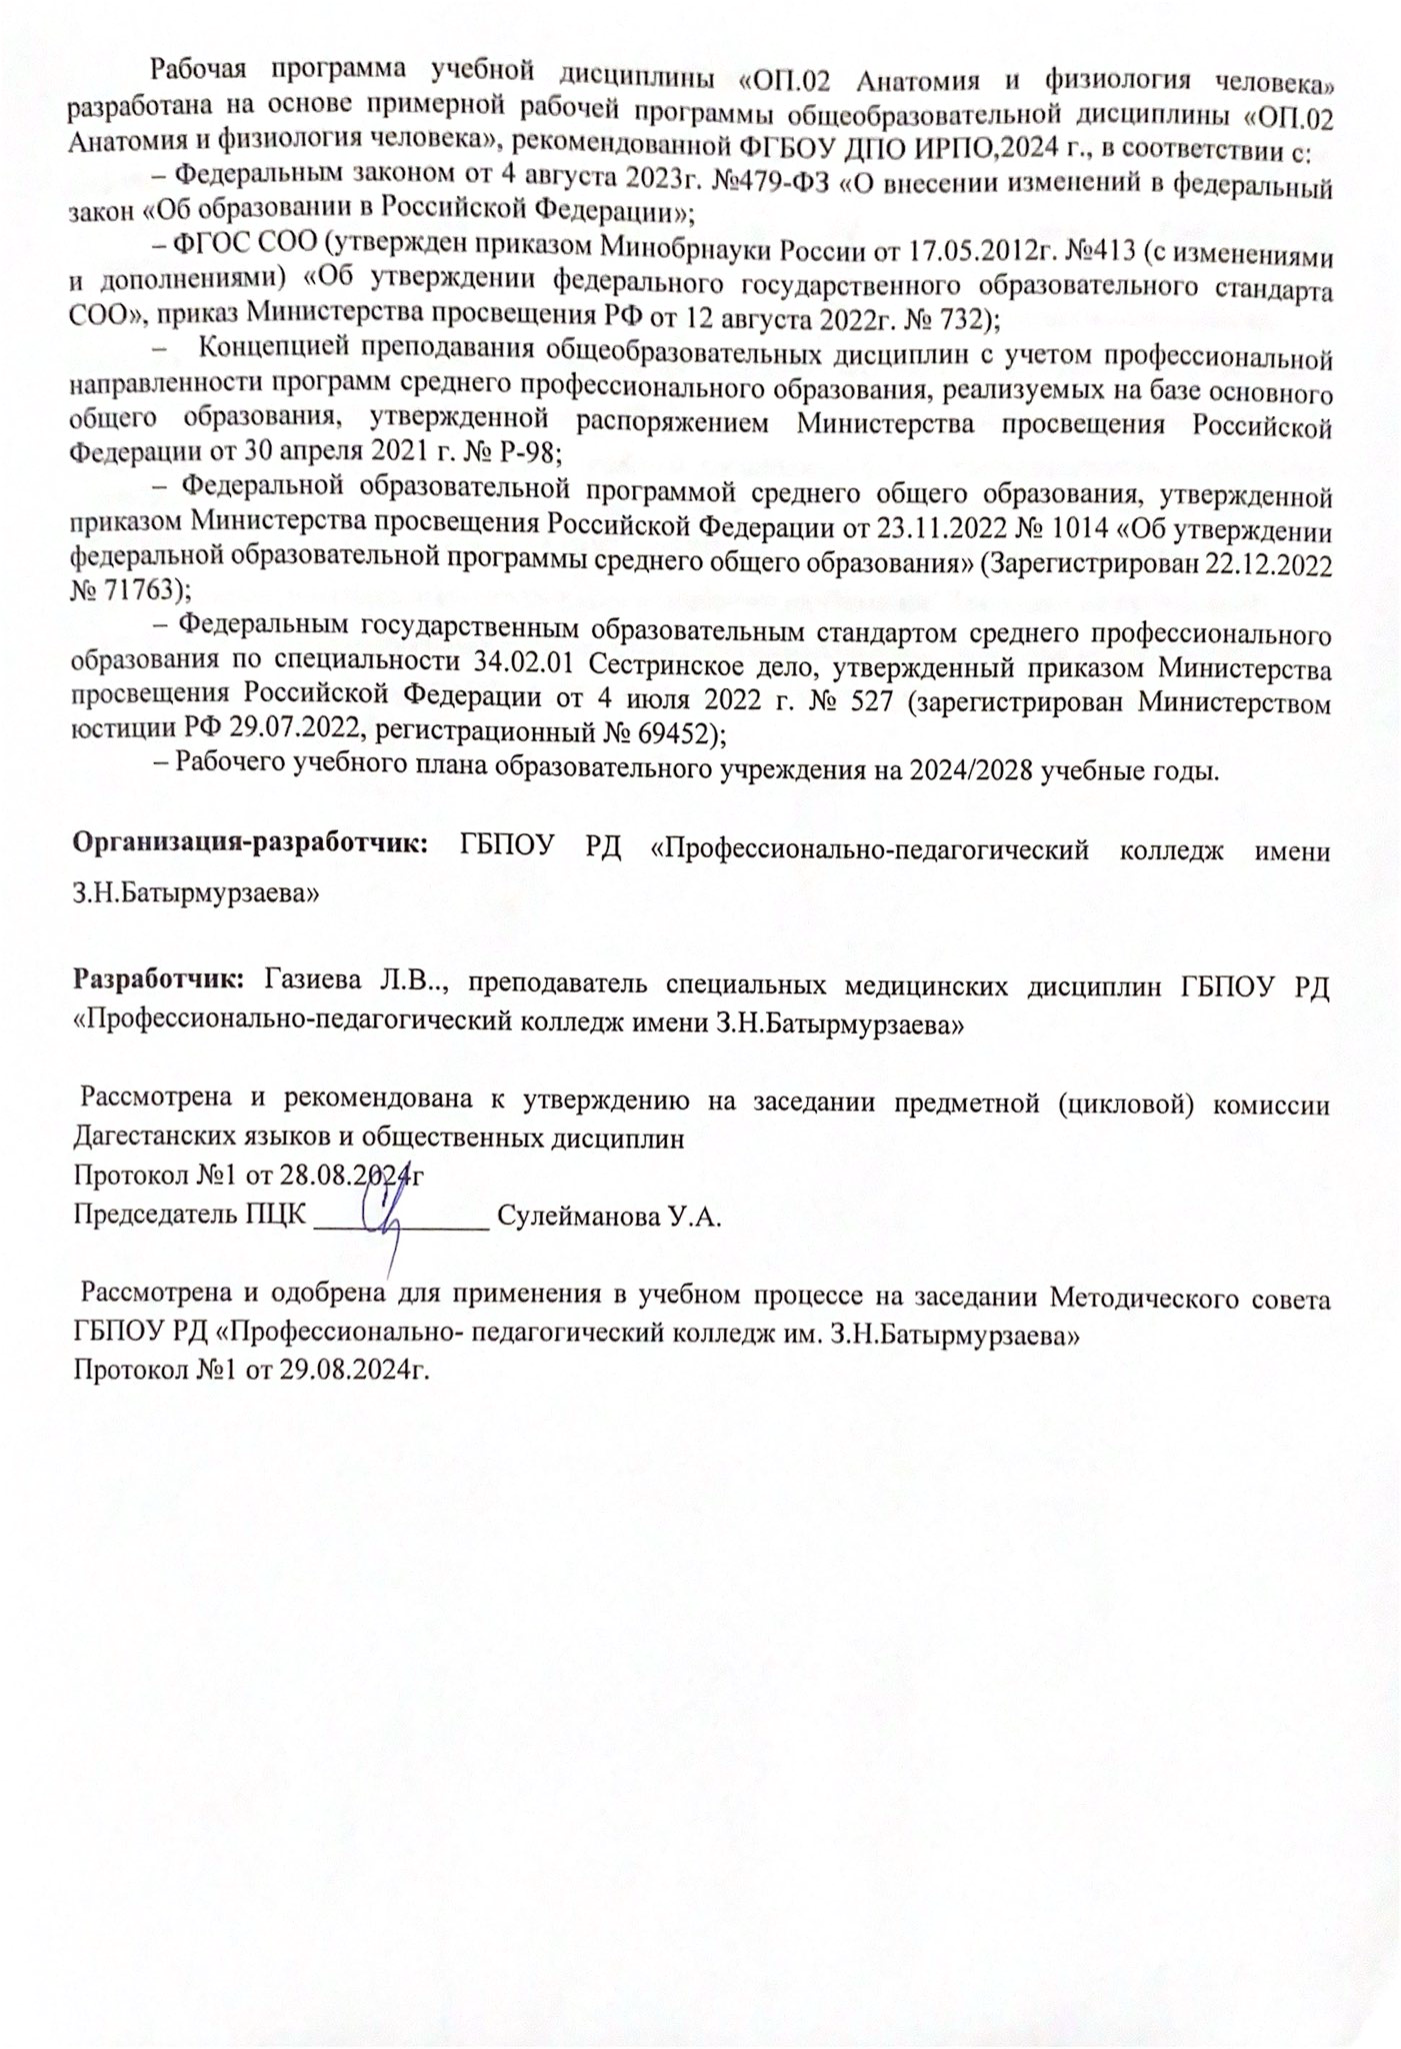 Рабочая программа учебной дисциплины «ОП.02 Анатомия и физиология человека»
разработана на основе примерной рабочей программы общеобразовательной дисциплины «ОП.02
Анатомия и физиология человека», рекомендованной ФГБОУ ДПО ИРПО,2024 г., в соответствии с:
– Федеральным законом от 4 августа 2023г. №479-ФЗ «О внесении изменений в федеральный
закон «Об образовании в Российской Федерации»;
– ФГОС СОО (утвержден приказом Минобрнауки России от 17.05.2012г. №413 (с изменениями
и дополнениями) «Об утверждении федерального государственного образовательного стандарта
СОО», приказ Министерства просвещения РФ от 12 августа 2022г. № 732);
– Концепцией преподавания общеобразовательных дисциплин с учетом профессиональной
направленности программ среднего профессионального образования, реализуемых на базе основного
общего образования, утвержденной распоряжением Министерства просвещения Российской
Федерации от 30 апреля 2021 г. № Р-98;
– Федеральной образовательной программой среднего общего образования, утвержденной
приказом Министерства просвещения Российской Федерации от 23.11.2022 № 1014 «Об утверждении
федеральной образовательной программы среднего общего образования» (Зарегистрирован 22.12.2022
№ 71763);
– Федеральным государственным образовательным стандартом среднего профессионального
образования по специальности 34.02.01 Сестринское дело, утвержденный приказом Министерства
просвещения Российской Федерации от 4 июля 2022 г. № 527 (зарегистрирован Министерством
юстиции РФ 29.07.2022, регистрационный № 69452);
– Рабочего учебного плана образовательного учреждения на 2024/2028 учебные годы.
Организация-разработчик: ГБПОУ РД «Профессионально-педагогический колледж имени
З.Н.Батырмурзаева»
Разработчик: Газиева Л.В.., преподаватель специальных медицинских дисциплин ГБПОУ РД
«Профессионально-педагогический колледж имени З.Н.Батырмурзаева»
Рассмотрена и рекомендована к утверждению на заседании предметной (цикловой) комиссии
Дагестанских языков и общественных дисциплин
Протокол №1 от 28.08.2024г
Председатель ПЦК ____________ Сулейманова У.А.
Рассмотрена и одобрена для применения в учебном процессе на заседании Методического совета
ГБПОУ РД «Профессионально- педагогический колледж им. З.Н.Батырмурзаева»
Протокол №1 от 29.08.2024г.